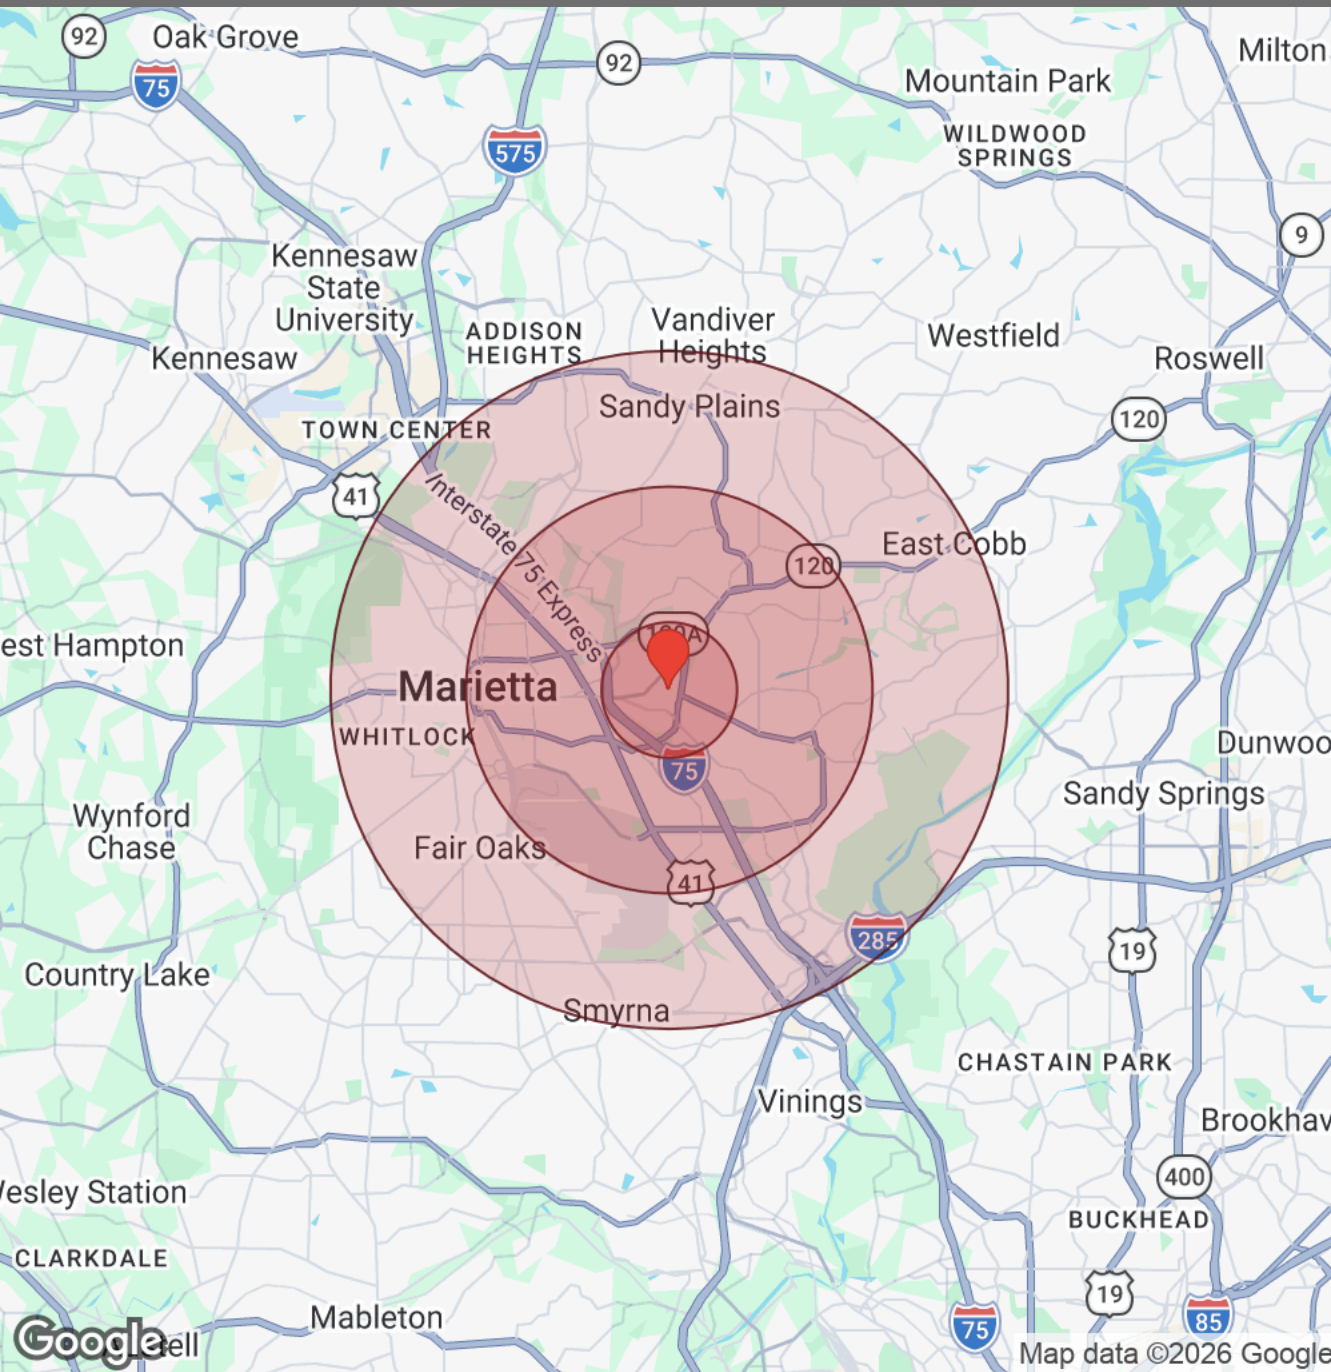 92
Oak Grove
92
Milton
75
Mountain Park
575
WILDWOOD
SPRINGS
9
Kennesaw
State
University
ADDISON
HEIGHTS
Vandiver
Heights
Westfield
Kennesaw
Roswell
Sandy Plains
120
TOWN CENTER
41
Interstate 75 Express
East Cobb
120
est Hampton
Marietta
WHITLOCK
Dunwoo
75
Sandy Springs
Wynford
Chase
Fair Oaks
41
285
19
Country Lake
Smyrna
CHASTAIN PARK
Vinings
Brookhav
400
esley Station
BUCKHEAD
CLARKDALE
19
Mableton
75
85
Google
ell
Map data ©2026 Google